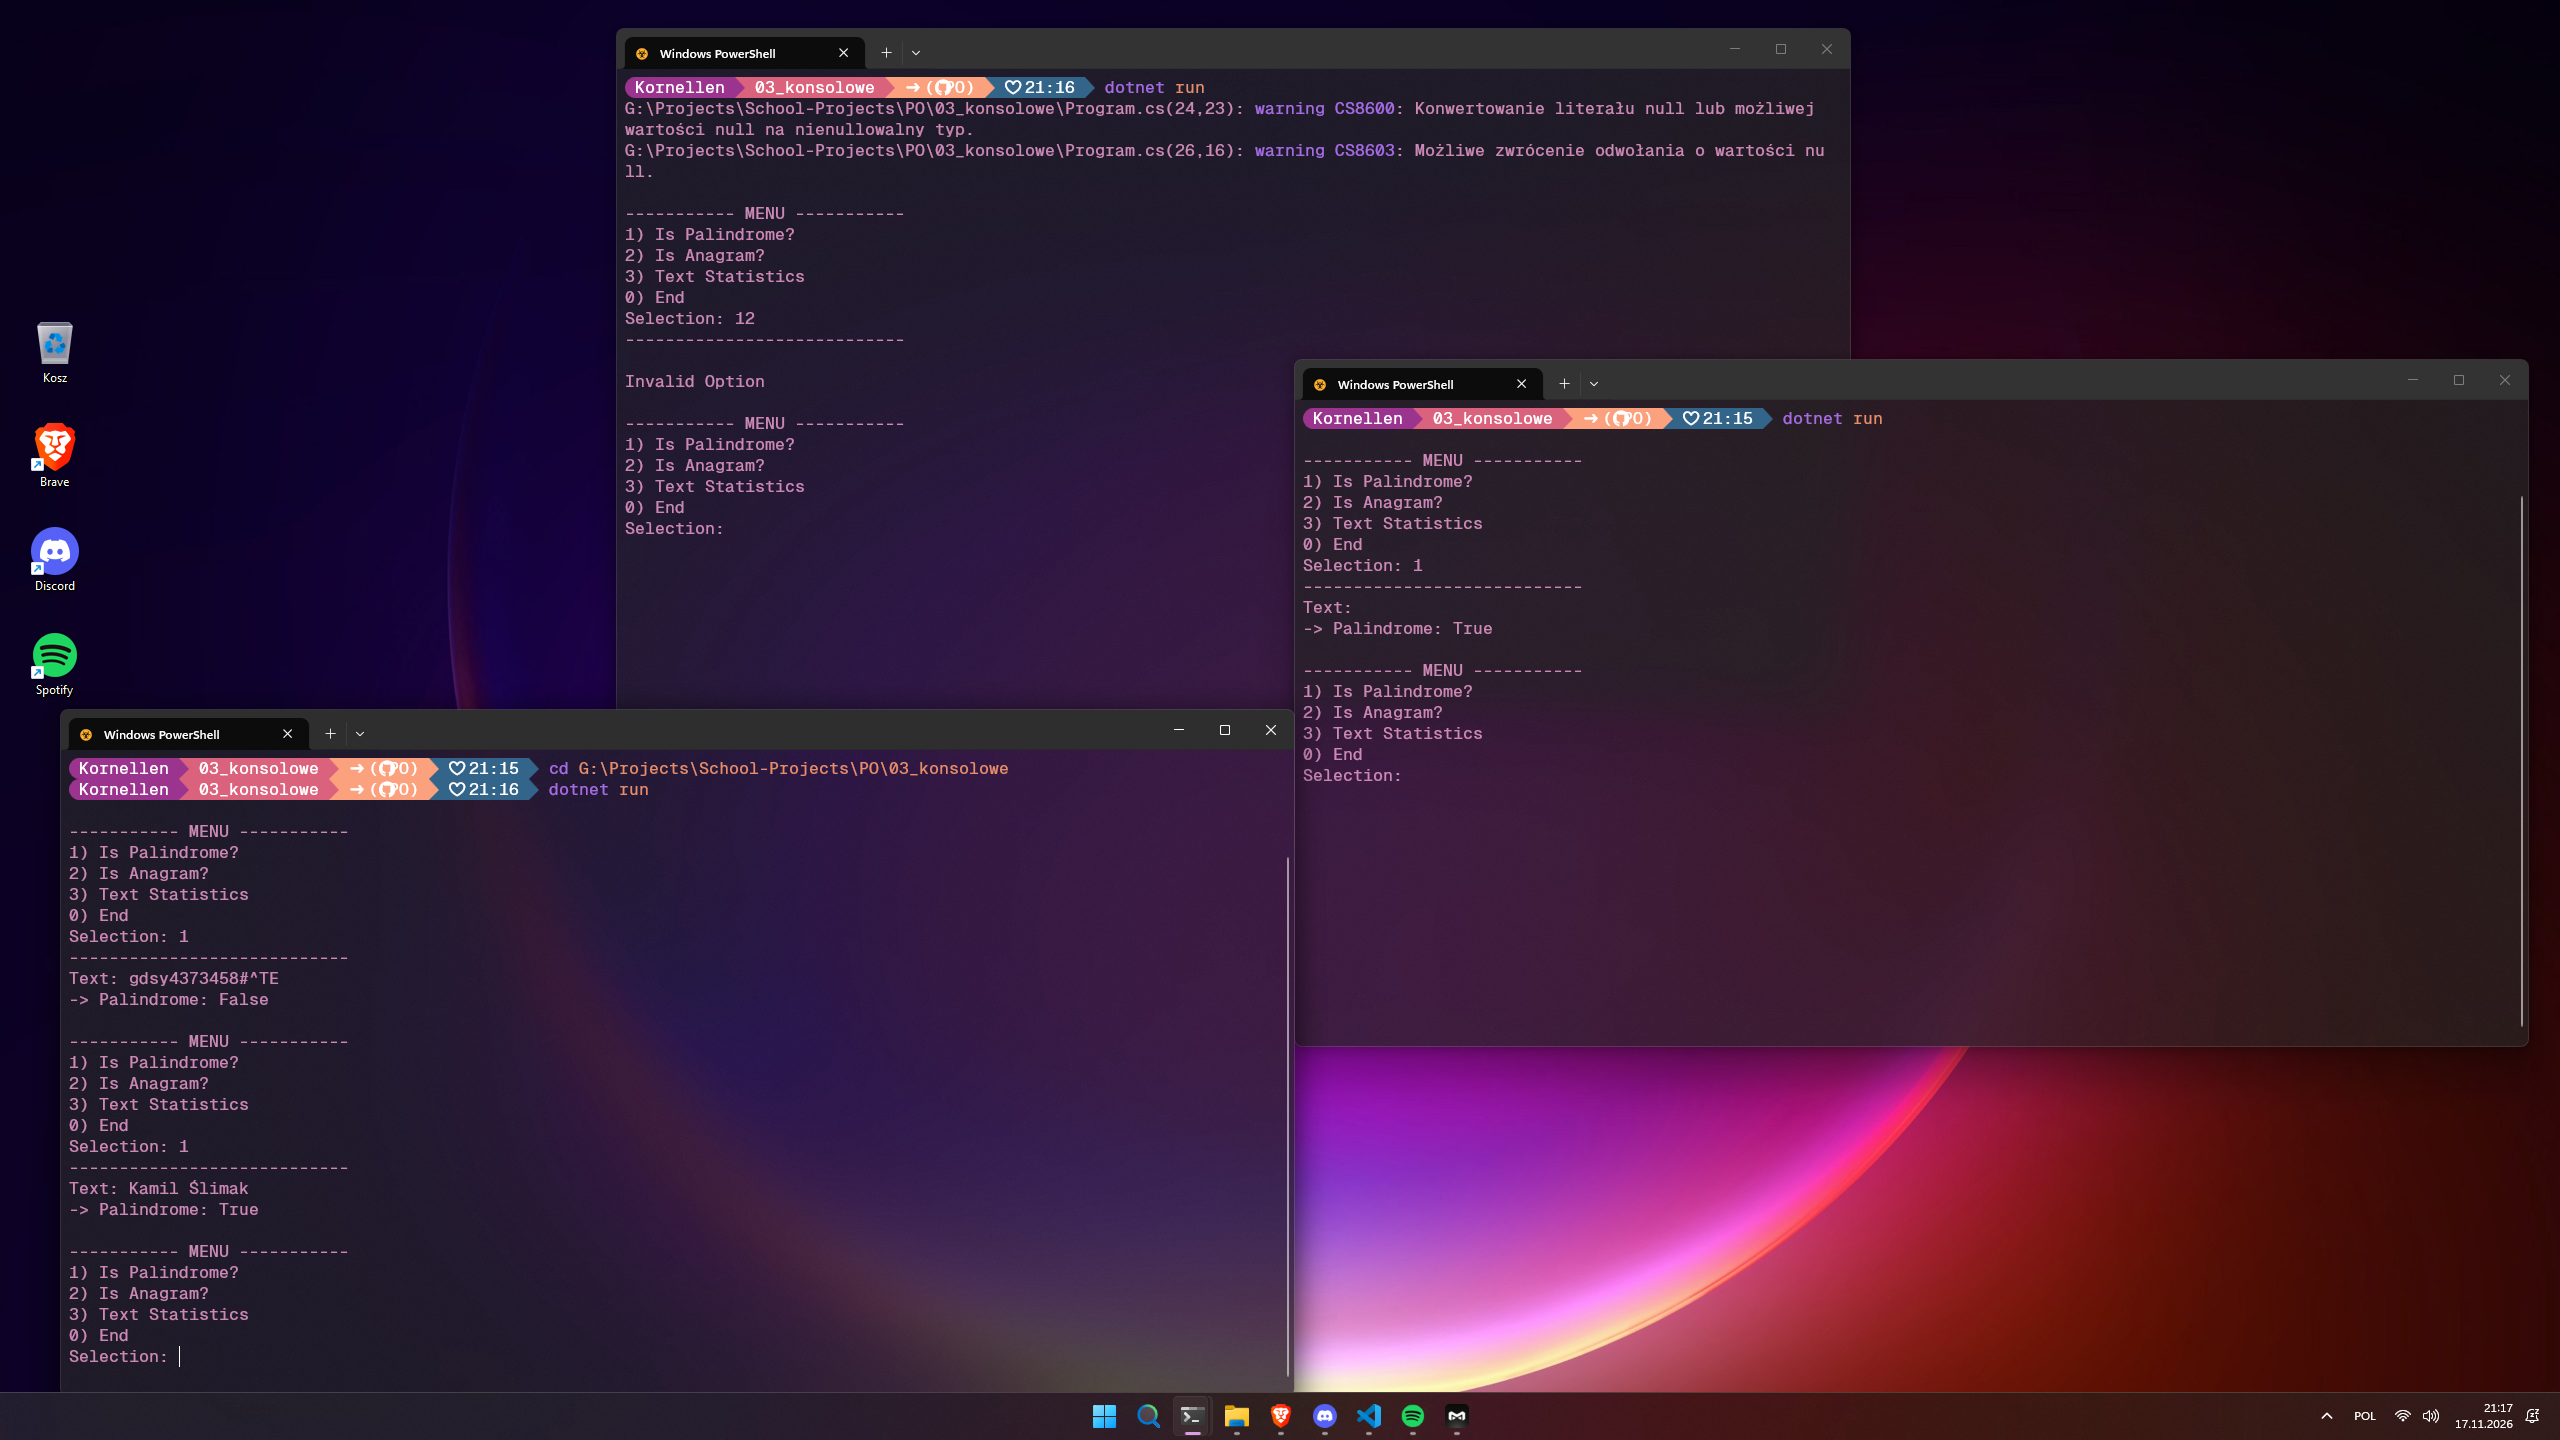 Kosz
Brave
Discord
Spotify
Windows PowerShell
Kornellen 03_konsolowe ➜ ( PO) ♡ 21:16 dotnet run
G:\Projects\School-Projects\PO\03_konsolowe\Program.cs(24,23): warning CS8600: Konwertowanie literału null lub możliwej
wartości null na nienullowalny typ.
G:\Projects\School-Projects\PO\03_konsolowe\Program.cs(26,16): warning CS8603: Możliwe zwrócenie odwołania o wartości nu
ll.
----------- MENU -----------
1) Is Palindrome?
2) Is Anagram?
3) Text Statistics
0) End
Selection: 12
----------------------------
Invalid Option
----------- MENU -----------
1) Is Palindrome?
2) Is Anagram?
3) Text Statistics
0) End
Selection:
Windows PowerShell
Kornellen 03_konsolowe ➜ ( PO) ♡ 21:15 dotnet run
----------- MENU -----------
1) Is Palindrome?
2) Is Anagram?
3) Text Statistics
0) End
Selection: 1
----------------------------
Text:
-> Palindrome: True
----------- MENU -----------
1) Is Palindrome?
2) Is Anagram?
3) Text Statistics
0) End
Selection:
Windows PowerShell
Kornellen 03_konsolowe ➜ ( PO) ♡ 21:15 cd G:\Projects\School-Projects\PO\03_konsolowe
Kornellen 03_konsolowe ➜ ( PO) ♡ 21:16 dotnet run
----------- MENU -----------
1) Is Palindrome?
2) Is Anagram?
3) Text Statistics
0) End
Selection: 1
----------------------------
Text: gdsy4373458#^TE
-> Palindrome: False
----------- MENU -----------
1) Is Palindrome?
2) Is Anagram?
3) Text Statistics
0) End
Selection: 1
----------------------------
Text: Kamil Ślimak
-> Palindrome: True
----------- MENU -----------
1) Is Palindrome?
2) Is Anagram?
3) Text Statistics
0) End
Selection:
POL
21:17
17.11.2026